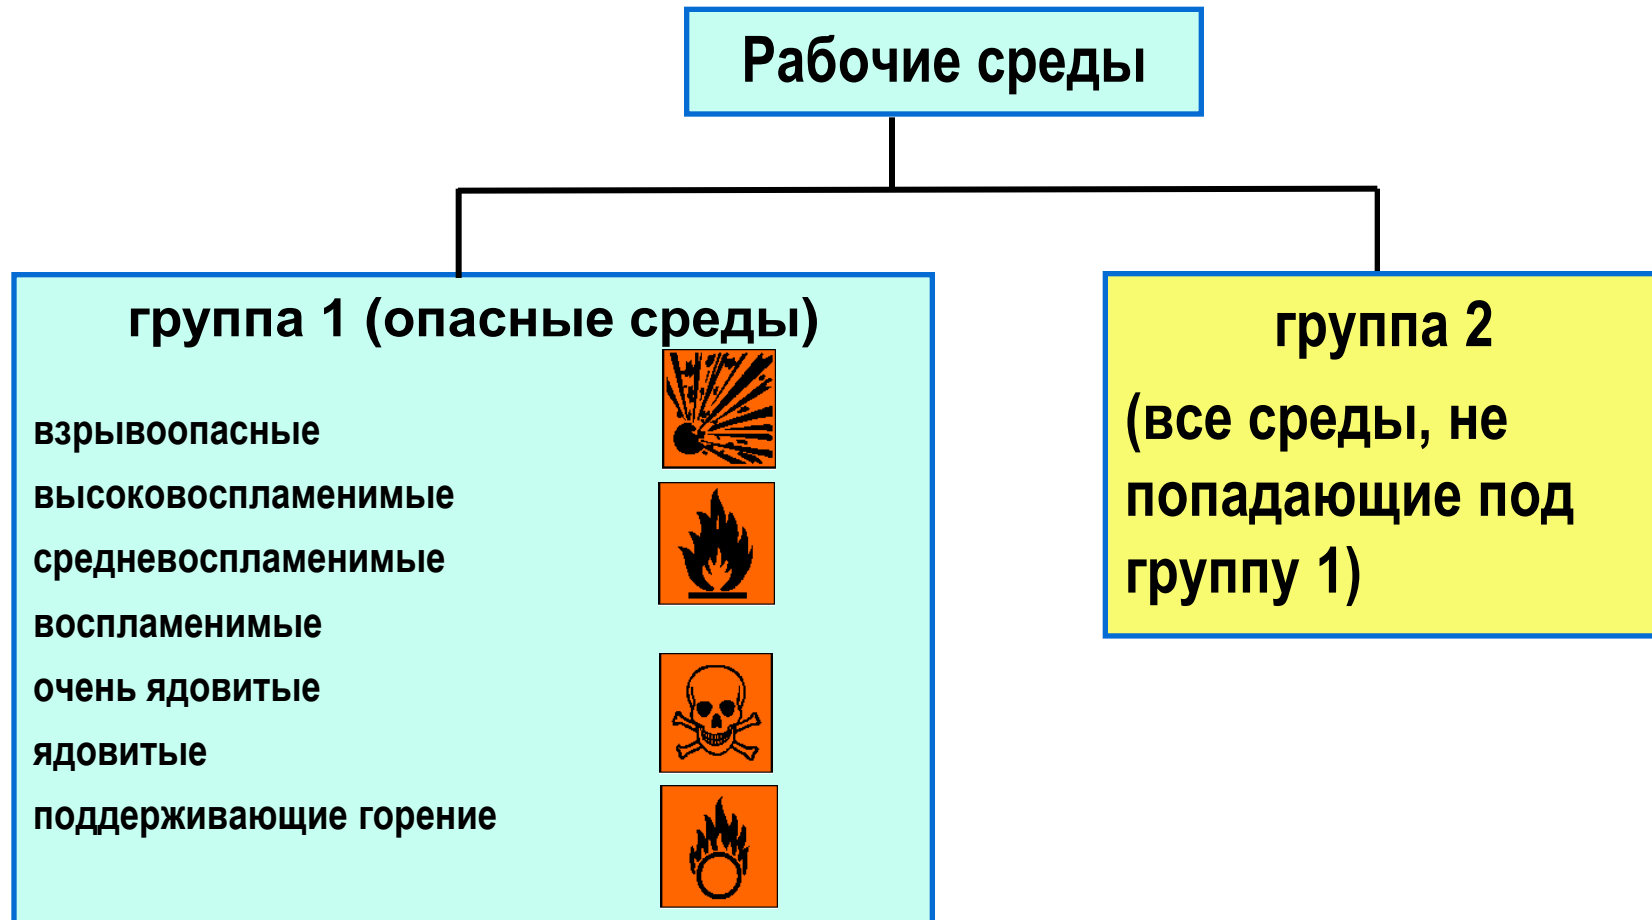 Рабочие среды
группа 1 (опасные среды)
взрывоопасные
высоковоспламенимые
средневоспламенимые
воспламенимые
очень ядовитые
ядовитые
поддерживающие горение
группа 2
(все среды, не
попадающие под
группу 1)